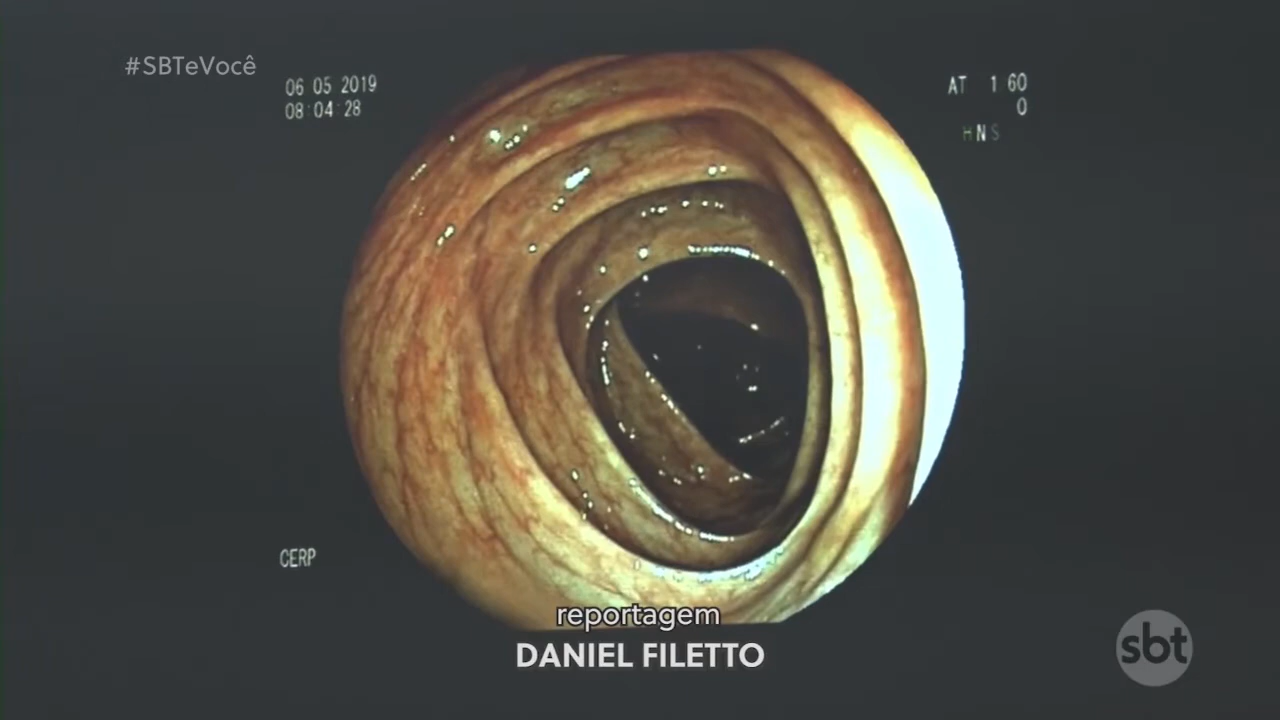 #SBTeVocê
06 05 2019
08:04:28
AT 1 60
0
HNS
CERP
reportagem
DANIEL FILETTO
sbt